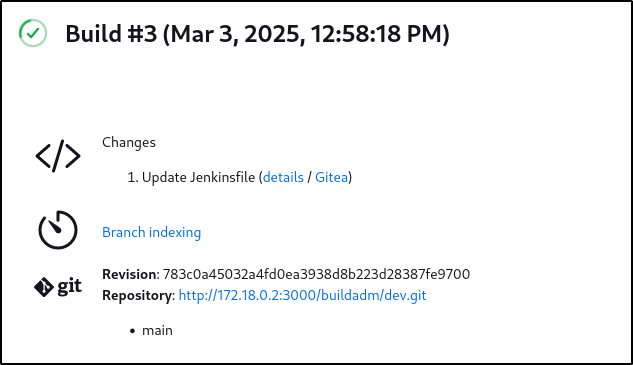 Build #3 (Mar 3, 2025, 12:58:18 PM)
Changes
1. Update Jenkinsfile (details / Gitea)
Branch indexing
git
Revision: 783c0a45032a4fd0ea3938d8b223d28387fe9700
Repository: http://172.18.0.2:3000/buildadm/dev.git
• main